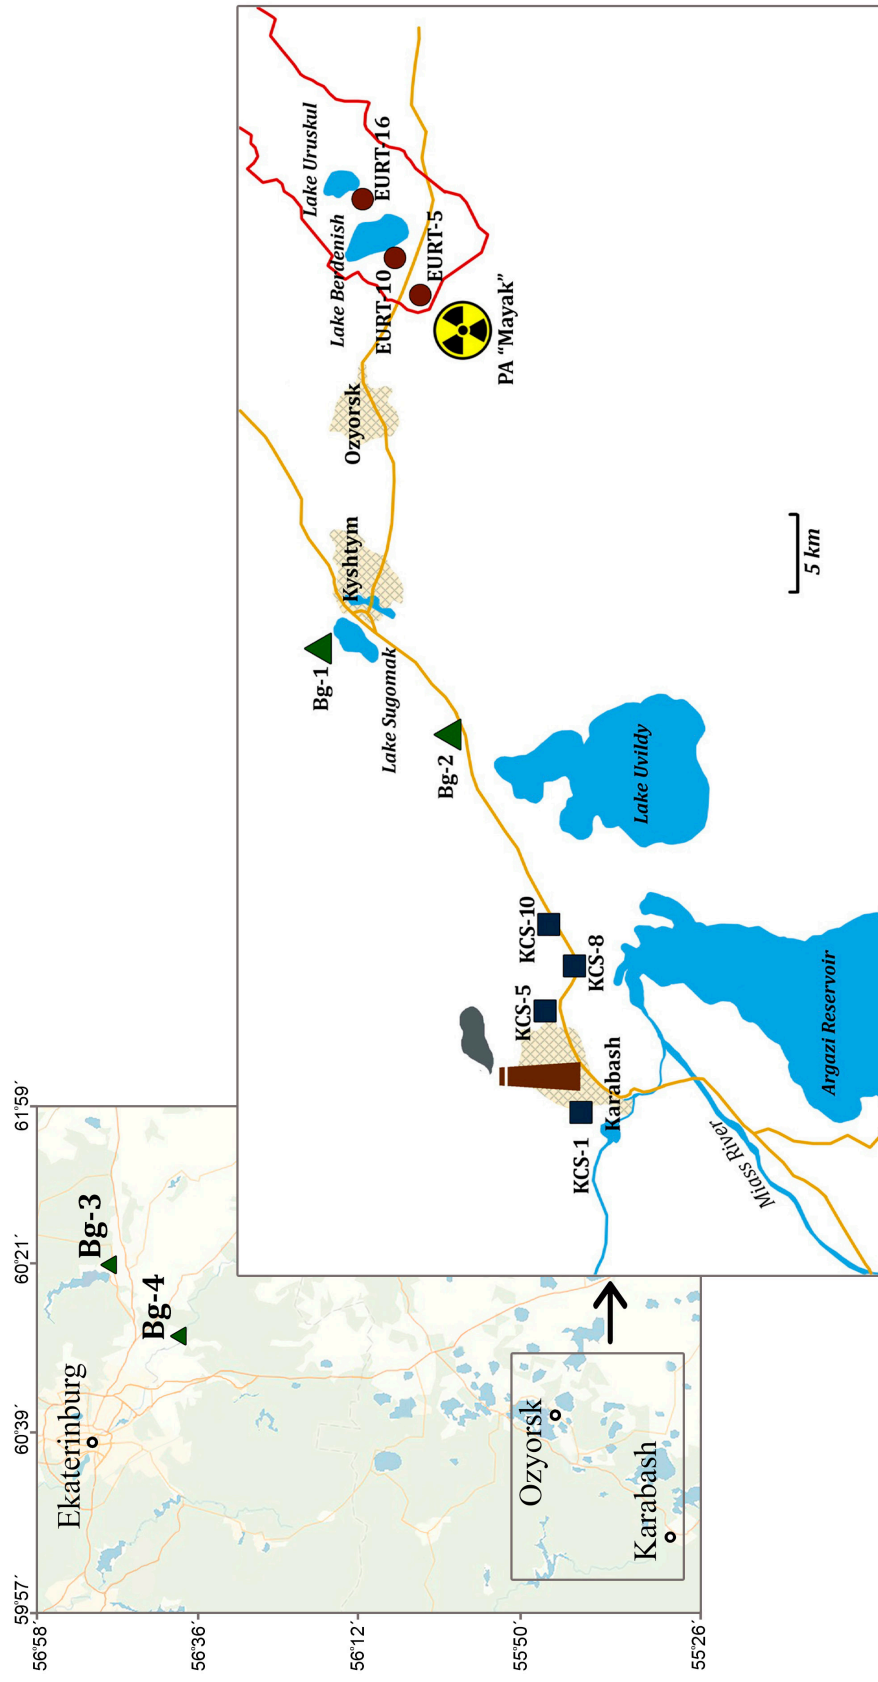 59°57′
60°39′
60°21′
61°59′
56°58′
56°36′
56°12′
55°50′
55°26′
Ekaterinburg
Bg-3
Bg-4
Ozyorsk
Karabash
Lake Uruskul
EURT-16
Lake Berdenish
EURT-10
EURT-5
PA “Mayak”
Ozyorsk
Kyshtym
Bg-1
Lake Sugomak
Bg-2
Lake Uvildy
5 km
KCS-10
KCS-8
KCS-5
Karabash
KCS-1
Argazi Reservoir
Miass River